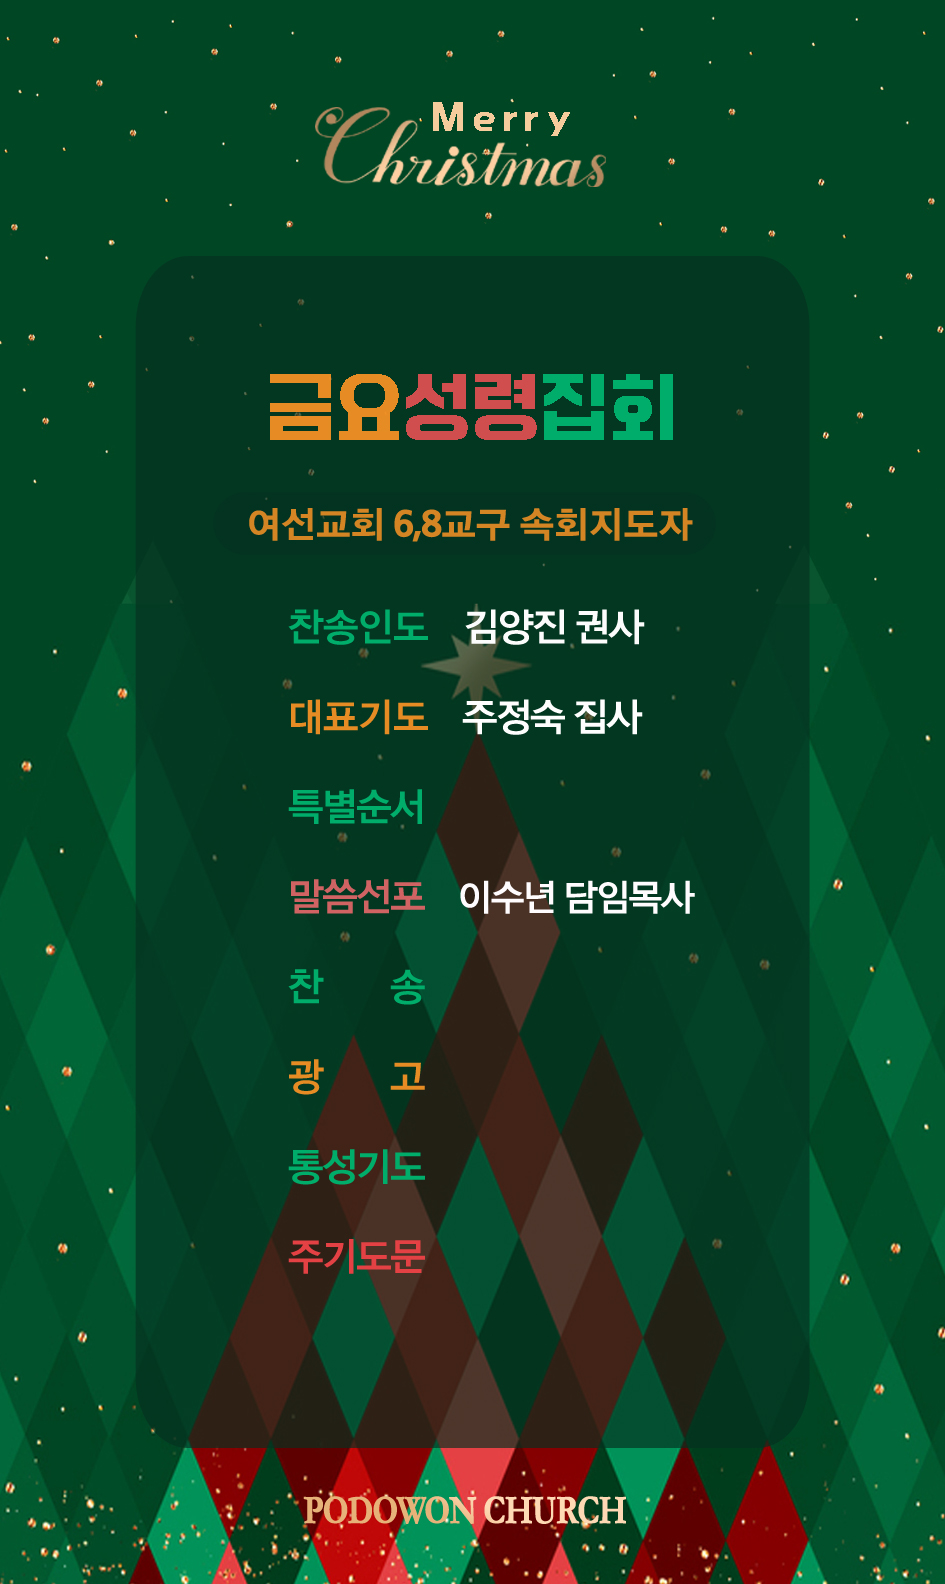 Merry
Christmas
금요성령집회
여선교회 6,8교구 속회지도자
찬송인도 김양진 권사
대표기도 주정숙 집사
특별순서
말씀선포 이수년 담임목사
찬 송
광 고
통성기도
주기도문
PODOWON CHURCH